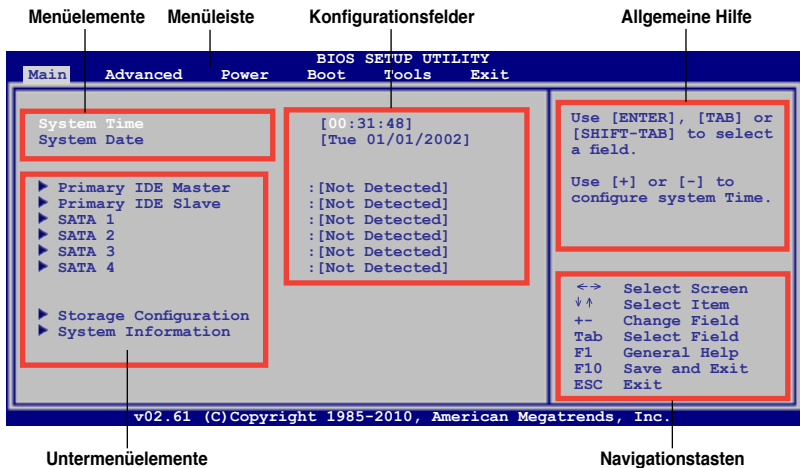 Menüelemente Menüleiste Konfigurationsfelder Allgemeine Hilfe
BIOS SETUP UTILITY
Main Advanced Power Boot Tools Exit
System Time [00:31:48]
System Date [Tue 01/01/2002]
Primary IDE Master :[Not Detected]
Primary IDE Slave :[Not Detected]
SATA 1 :[Not Detected]
SATA 2 :[Not Detected]
SATA 3 :[Not Detected]
SATA 4 :[Not Detected]
Storage Configuration
System Information
Use [ENTER], [TAB] or
[SHIFT-TAB] to select
a field.
Use [+] or [-] to
configure system Time.
←→ Select Screen
↓↑ Select Item
+- Change Field
Tab Select Field
F1 General Help
F10 Save and Exit
ESC Exit
v02.61 (C)Copyright 1985-2010, American Megatrends, Inc.
Untermenüelemente Navigationstasten